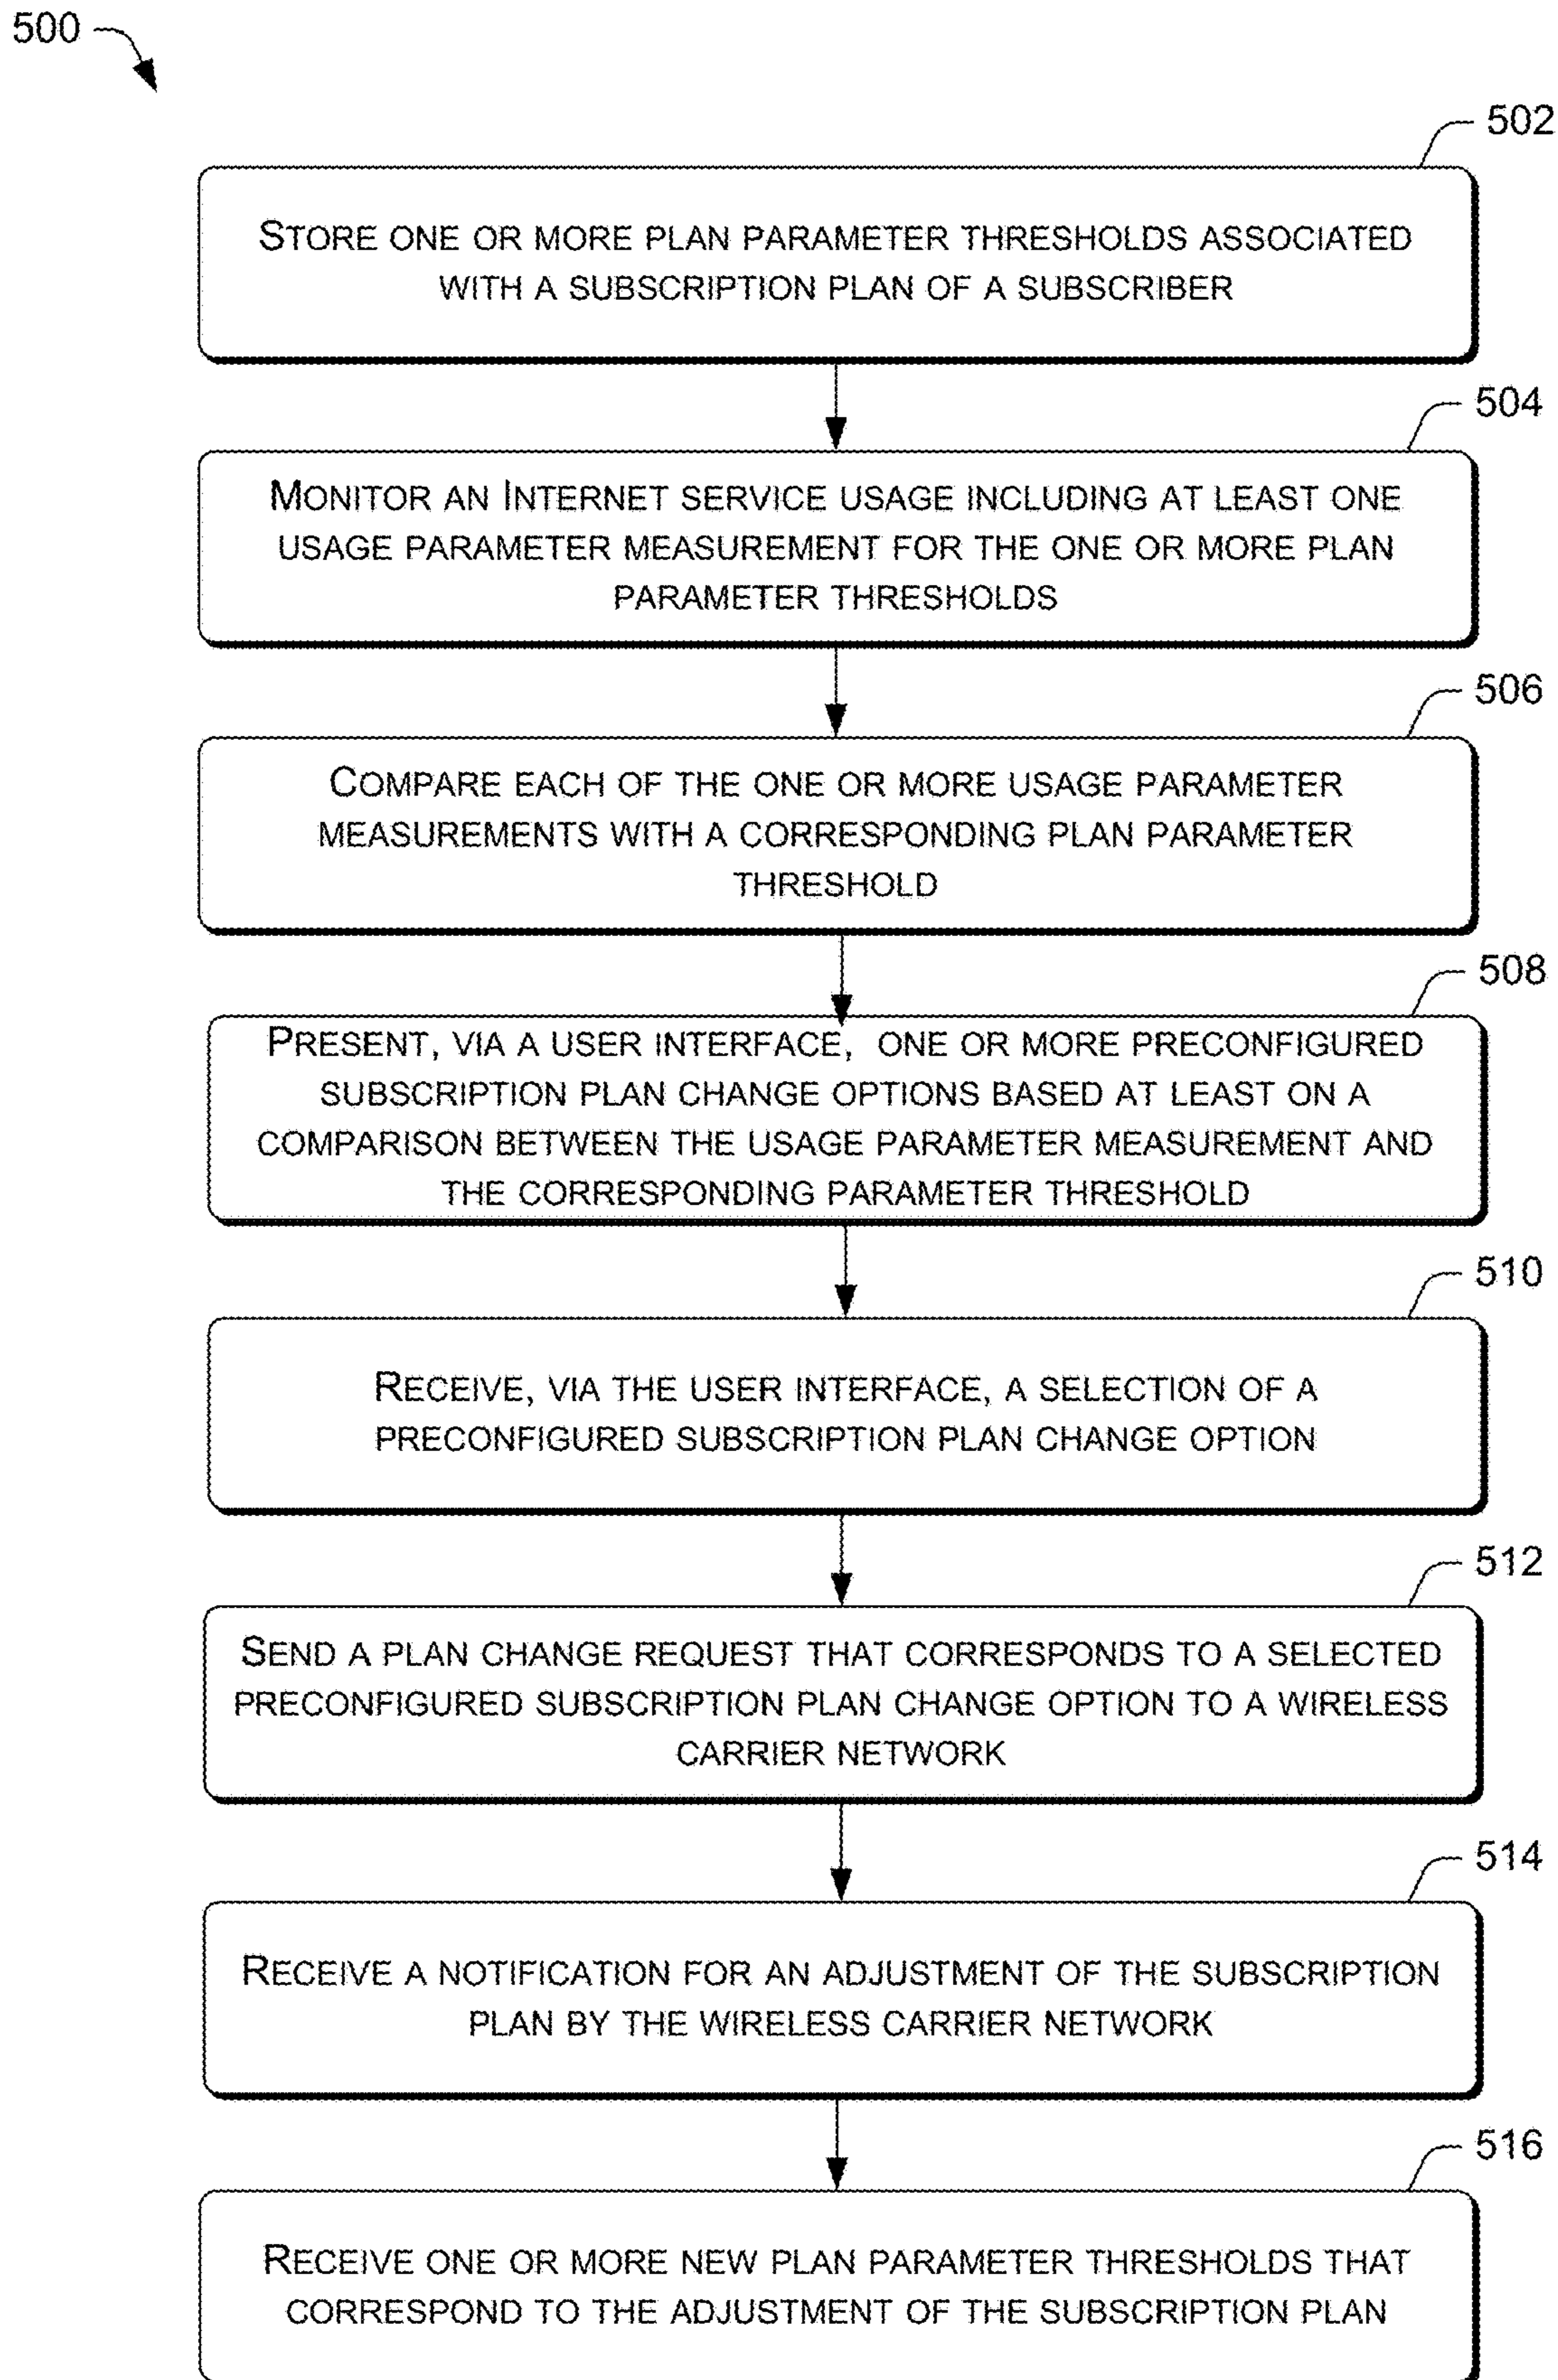 500
502
STORE ONE OR MORE PLAN PARAMETER THRESHOLDS ASSOCIATED
WITH A SUBSCRIPTION PLAN OF A SUBSCRIBER
504
MONITOR AN INTERNET SERVICE USAGE INCLUDING AT LEAST ONE
USAGE PARAMETER MEASUREMENT FOR THE ONE OR MORE PLAN
PARAMETER THRESHOLDS
506
COMPARE EACH OF THE ONE OR MORE USAGE PARAMETER
MEASUREMENTS WITH A CORRESPONDING PLAN PARAMETER
THRESHOLD
508
PRESENT, VIA A USER INTERFACE, ONE OR MORE PRECONFIGURED
SUBSCRIPTION PLAN CHANGE OPTIONS BASED AT LEAST ON A
COMPARISON BETWEEN THE USAGE PARAMETER MEASUREMENT AND
THE CORRESPONDING PARAMETER THRESHOLD
510
RECEIVE, VIA THE USER INTERFACE, A SELECTION OF A
PRECONFIGURED SUBSCRIPTION PLAN CHANGE OPTION
512
SEND A PLAN CHANGE REQUEST THAT CORRESPONDS TO A SELECTED
PRECONFIGURED SUBSCRIPTION PLAN CHANGE OPTION TO A WIRELESS
CARRIER NETWORK
514
RECEIVE A NOTIFICATION FOR AN ADJUSTMENT OF THE SUBSCRIPTION
PLAN BY THE WIRELESS CARRIER NETWORK
516
RECEIVE ONE OR MORE NEW PLAN PARAMETER THRESHOLDS THAT
CORRESPOND TO THE ADJUSTMENT OF THE SUBSCRIPTION PLAN